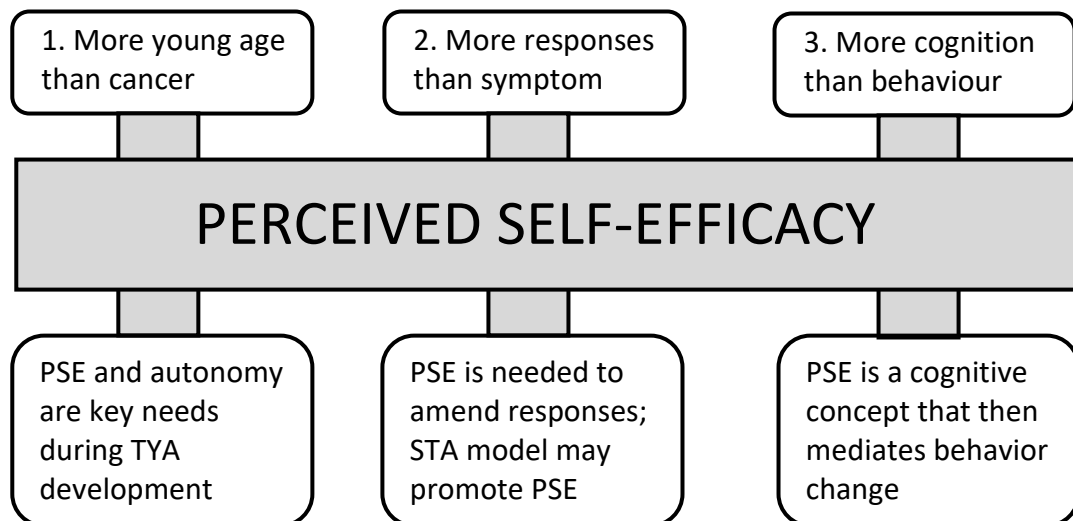 1. More young age
than cancer
2. More responses
than symptom
3. More cognition
than behaviour
PERCEIVED SELF-EFFICACY
PSE and autonomy
are key needs
during TYA
development
PSE is needed to
amend responses;
STA model may
promote PSE
PSE is a cognitive
concept that then
mediates behavior
change